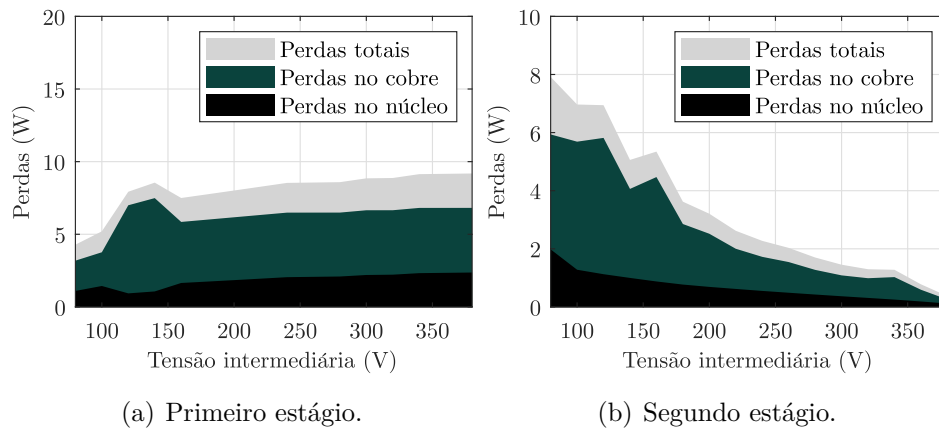 20
15
10
5
0
Perdas (W)
Perdas totais
Perdas no cobre
Perdas no núcleo
100 150 200 250 300 350
Tensão intermediária (V)
(a) Primeiro estágio.
10
8
6
4
2
0
Perdas (W)
Perdas totais
Perdas no cobre
Perdas no núcleo
100 150 200 250 300 350
Tensão intermediária (V)
(b) Segundo estágio.